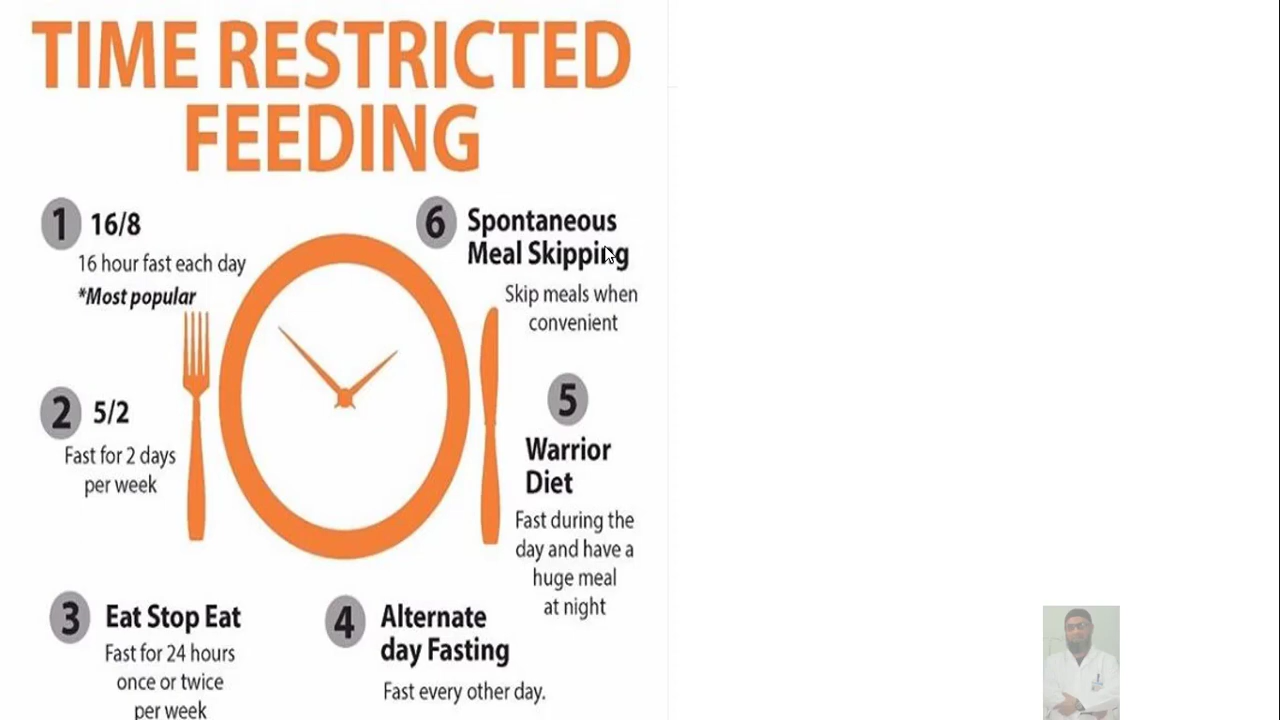 TIME RESTRICTED
FEEDING
1 16/8
16 hour fast each day
*Most popular
2 5/2
Fast for 2 days
per week
3 Eat Stop Eat
Fast for 24 hours
once or twice
per week
4 Alternate
day Fasting
Fast every other day.
5
Warrior
Diet
Fast during the
day and have a
huge meal
at night
6 Spontaneous
Meal Skipping
Skip meals when
convenient